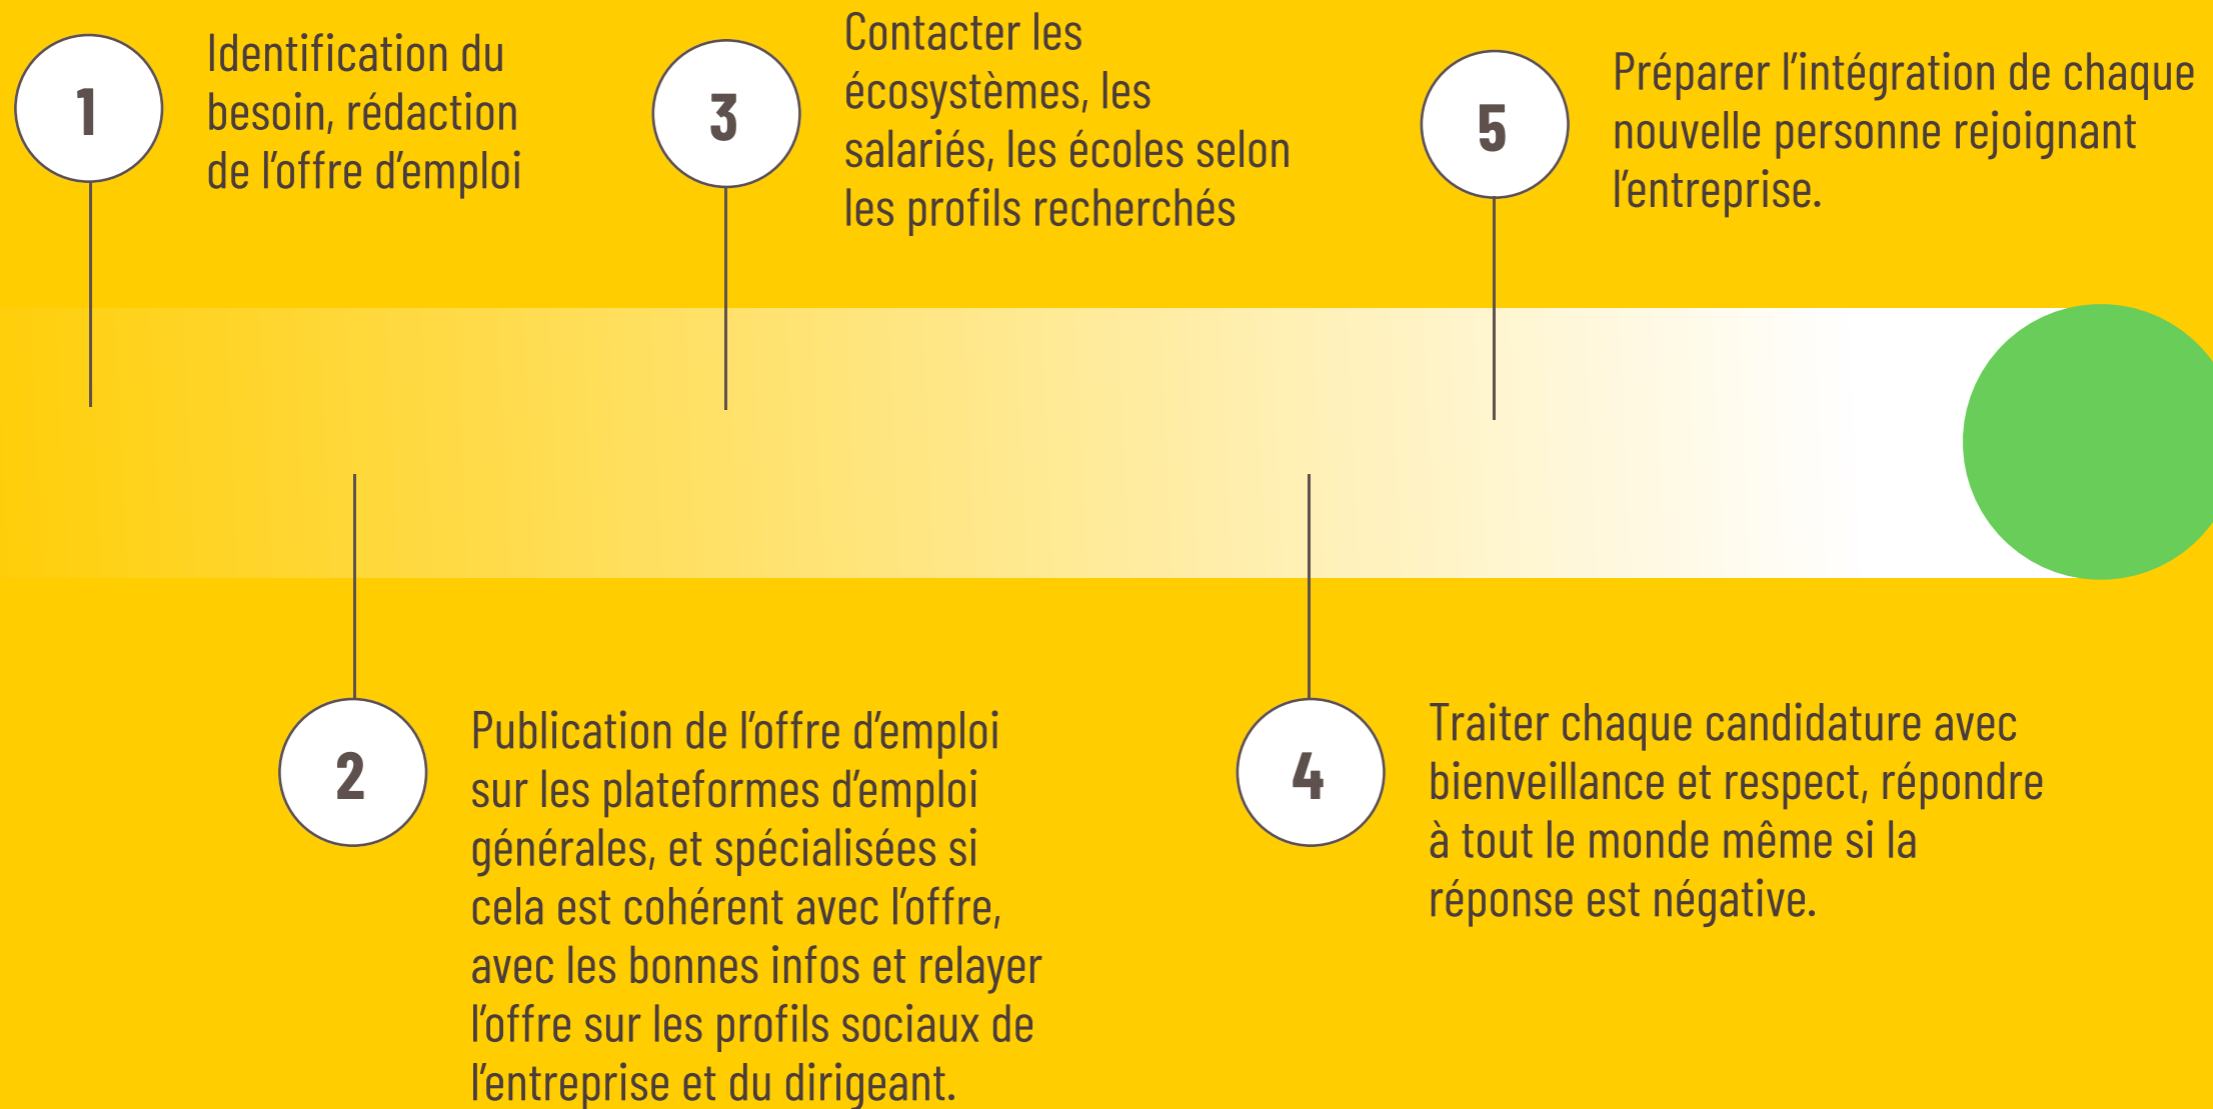 1
Identification du
besoin, rédaction
de l’offre d’emploi
2
Publication de l’offre d’emploi
sur les plateformes d’emploi
générales, et spécialisées si
cela est cohérent avec l’offre,
avec les bonnes infos et relayer
l’offre sur les profils sociaux de
l’entreprise et du dirigeant.
3
Contacter les
écosystèmes, les
salariés, les écoles selon
les profils recherchés
4
Traiter chaque candidature avec
bienveillance et respect, répondre
à tout le monde même si la
réponse est négative.
5
Préparer l’intégration de chaque
nouvelle personne rejoignant
l’entreprise.